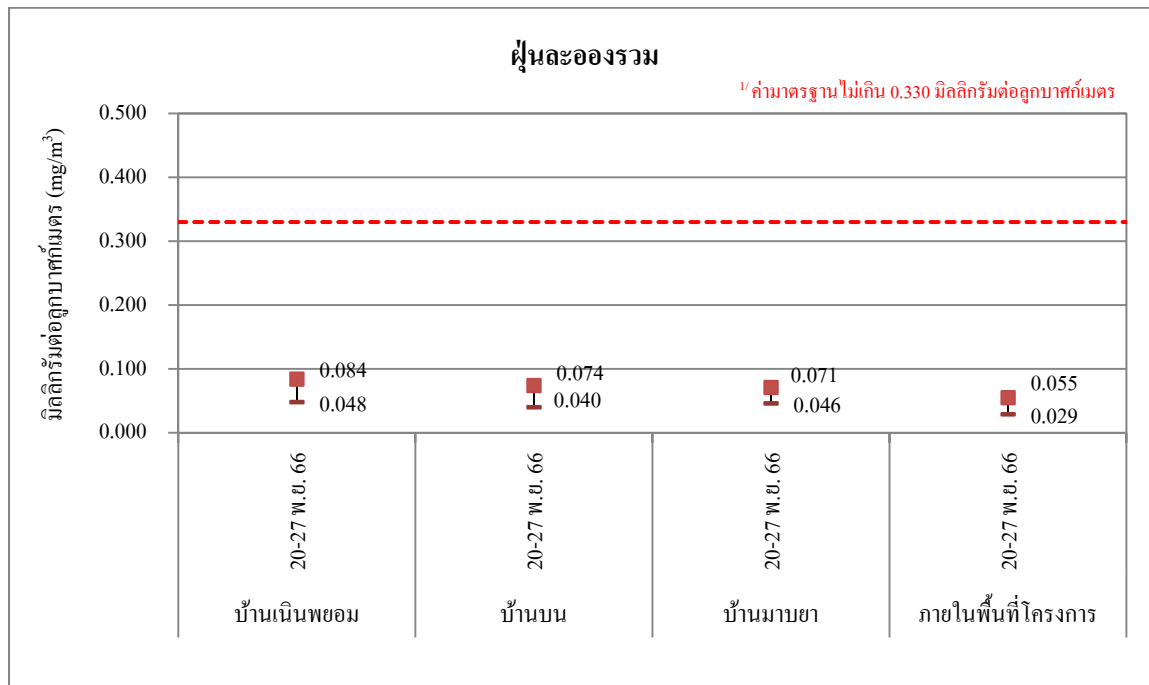 ฝุ่นละอองรวม
1/ ค่ามาตรฐานไม่เกิน 0.330 มิลลิกรัมต่อลูกบาศก์เมตร
มิลลิกรัมต่อลูกบาศก์เมตร (mg/m³)
0.500
0.400
0.300
0.200
0.100
0.000
0.084
0.048
0.074
0.040
0.071
0.046
0.055
0.029
20-27 พ.ย. 66
20-27 พ.ย. 66
20-27 พ.ย. 66
20-27 พ.ย. 66
บ้านเนินพยอม
บ้านบน
บ้านมาบยา
ภายในพื้นที่โครงการ